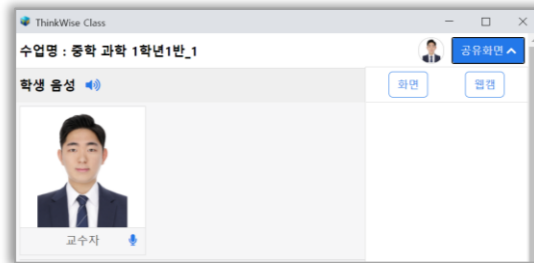 ThinkWise Class
수업명 : 중학 과학 1학년1반_1
공유화면
학생 음성
화면
웹캠
교수자